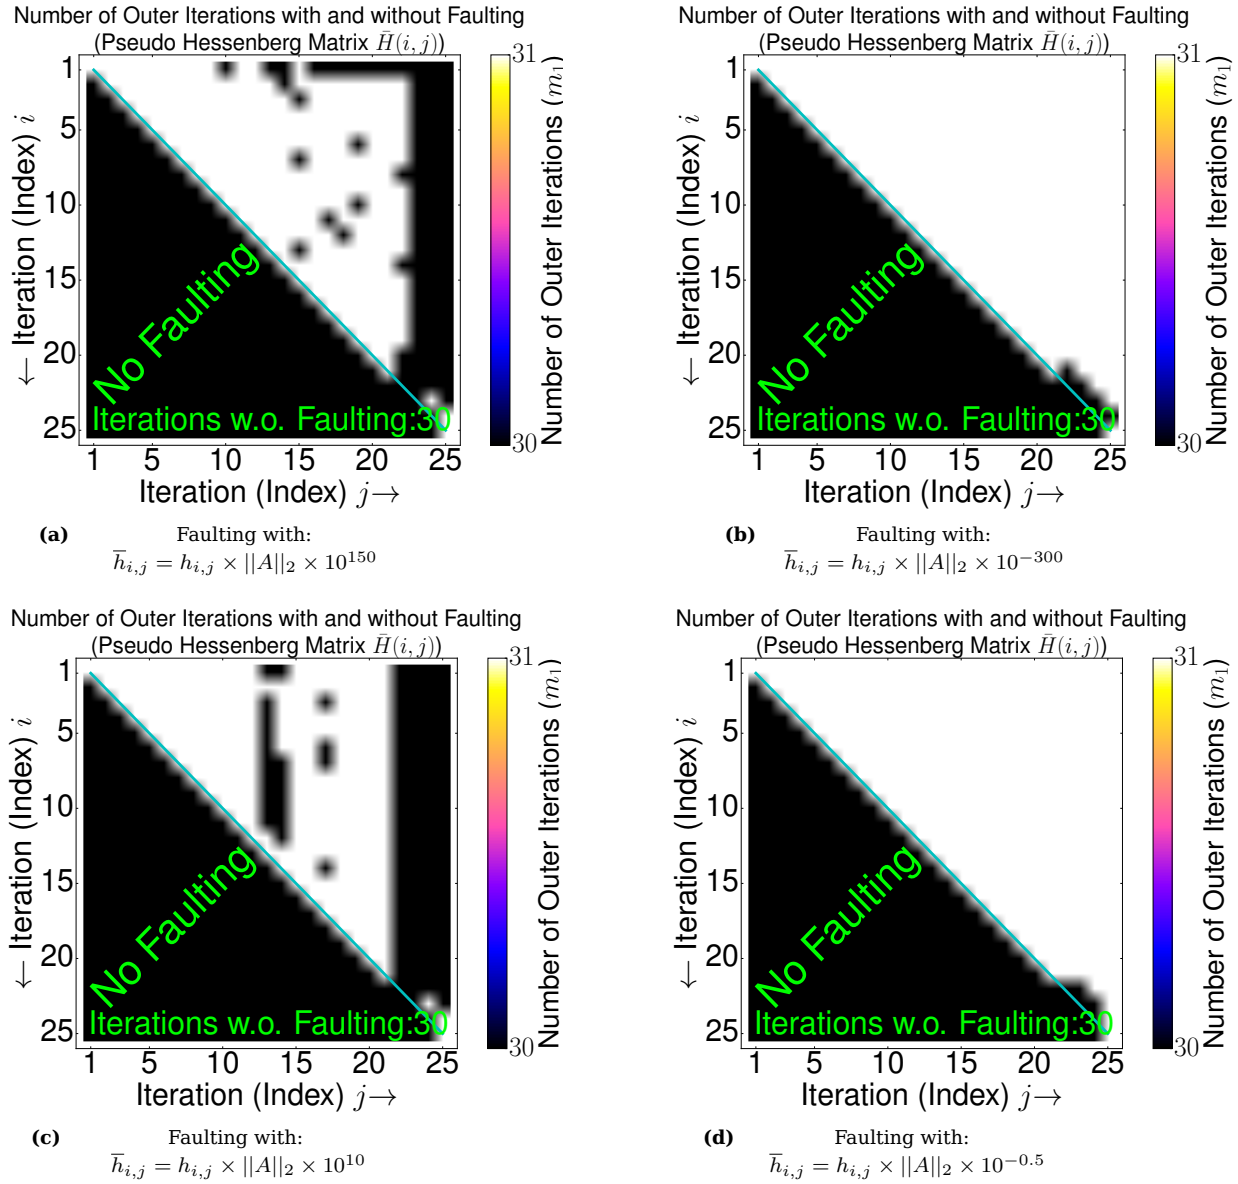 Number of Outer Iterations with and without Faulting
(Pseudo Hessenberg Matrix H̄(i, j))
1
5
10
15
20
25
← Iteration (Index) i
No Faulting
Iterations w.o. Faulting:30
1 5 10 15 20 25
Iteration (Index) j→
31
30
Number of Outer Iterations (m₁)
(a) Faulting with:
h̅ᵢ,ⱼ = hᵢ,ⱼ × ||A||₂ × 10¹⁵⁰
Number of Outer Iterations with and without Faulting
(Pseudo Hessenberg Matrix H̄(i, j))
1
5
10
15
20
25
← Iteration (Index) i
No Faulting
Iterations w.o. Faulting:30
1 5 10 15 20 25
Iteration (Index) j→
31
30
Number of Outer Iterations (m₁)
(b) Faulting with:
h̅ᵢ,ⱼ = hᵢ,ⱼ × ||A||₂ × 10⁻³⁰⁰
Number of Outer Iterations with and without Faulting
(Pseudo Hessenberg Matrix H̄(i, j))
1
5
10
15
20
25
← Iteration (Index) i
No Faulting
Iterations w.o. Faulting:30
1 5 10 15 20 25
Iteration (Index) j→
31
30
Number of Outer Iterations (m₁)
(c) Faulting with:
h̅ᵢ,ⱼ = hᵢ,ⱼ × ||A||₂ × 10¹⁰
Number of Outer Iterations with and without Faulting
(Pseudo Hessenberg Matrix H̄(i, j))
1
5
10
15
20
25
← Iteration (Index) i
No Faulting
Iterations w.o. Faulting:30
1 5 10 15 20 25
Iteration (Index) j→
31
30
Number of Outer Iterations (m₁)
(d) Faulting with:
h̅ᵢ,ⱼ = hᵢ,ⱼ × ||A||₂ × 10^−0.5